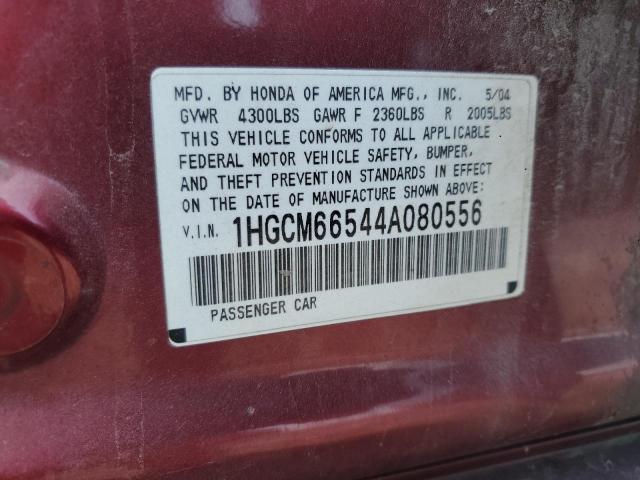 MFD. BY HONDA OF AMERICA MFG., INC. 5/04
GVWR 4300LBS GAWR F 2360LBS R 2005LBS
THIS VEHICLE CONFORMS TO ALL APPLICABLE
FEDERAL MOTOR VEHICLE SAFETY, BUMPER,
AND THEFT PREVENTION STANDARDS IN EFFECT
ON THE DATE OF MANUFACTURE SHOWN ABOVE:
V.I.N. 1HGCM66544A080556
PASSENGER CAR